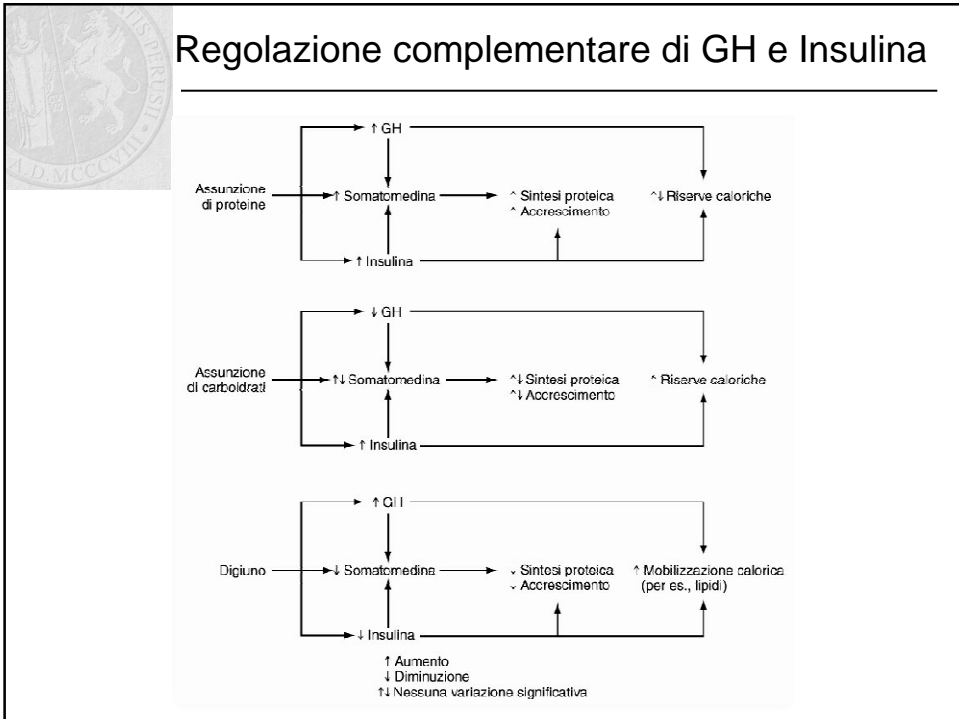 Regolazione complementare di GH e Insulina
↑ GH
Assunzione
di proteine
↑ Somatomedina
↑ Sintesi proteica
↑ Accrescimento
↑↓ Riserve caloriche
↑ Insulina
↓ GH
Assunzione
di carboidrati
↑↓ Somatomedina
↑↓ Sintesi proteica
↑↓ Accrescimento
↑ Riserve caloriche
↑ Insulina
↑ GH
Digiuno
↓ Somatomedina
↓ Sintesi proteica
↓ Accrescimento
↑ Mobilizzazione calorica
(per es., lipidi)
↓ Insulina
↑ Aumento
↓ Diminuzione
↑↓ Nessuna variazione significativa
A.D. MCCCVIII